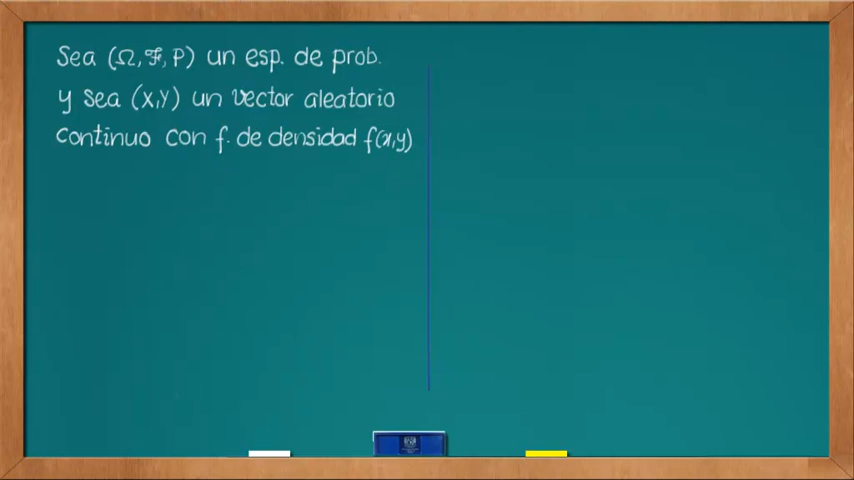 Sea (Ω, ℱ, P) un esp. de prob.
y sea (X,Y) un vector aleatorio
continuo con f. de densidad f(x,y)